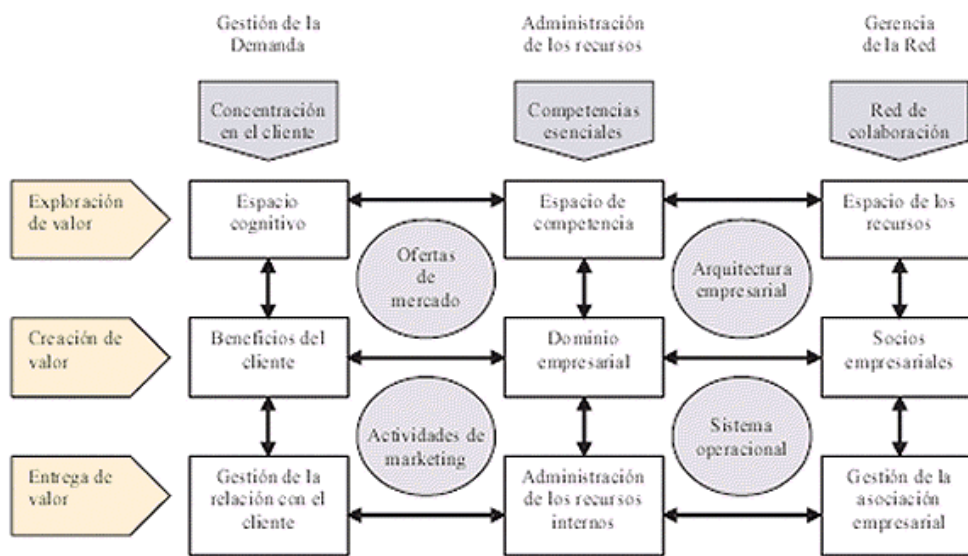 Gestión de la
Demanda
Administración
de los recursos
Gerencia
de la Red
Concentración
en el cliente
Competencias
esenciales
Red de
colaboración
Exploración
de valor
Espacio
cognitivo
Espacio de
competencia
Espacio de los
recursos
Ofertas
de
mercado
Arquitectura
empresarial
Creación de
valor
Beneficios del
cliente
Dominio
empresarial
Socios
empresariales
Actividades de
marketing
Sistema
operacional
Entrega de
valor
Gestión de la
relación con el
cliente
Administración
de los recursos
internos
Gestión de la
asociación
empresarial